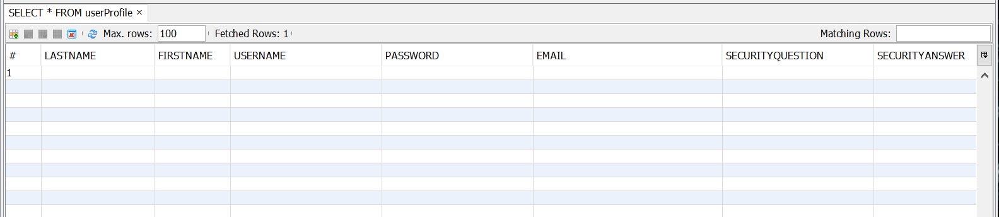 SELECT * FROM userProfile ×
Max. rows: 100 Fetched Rows: 1 Matching Rows:
# LASTNAME FIRSTNAME USERNAME PASSWORD EMAIL SECURITYQUESTION SECURITYANSWER
1